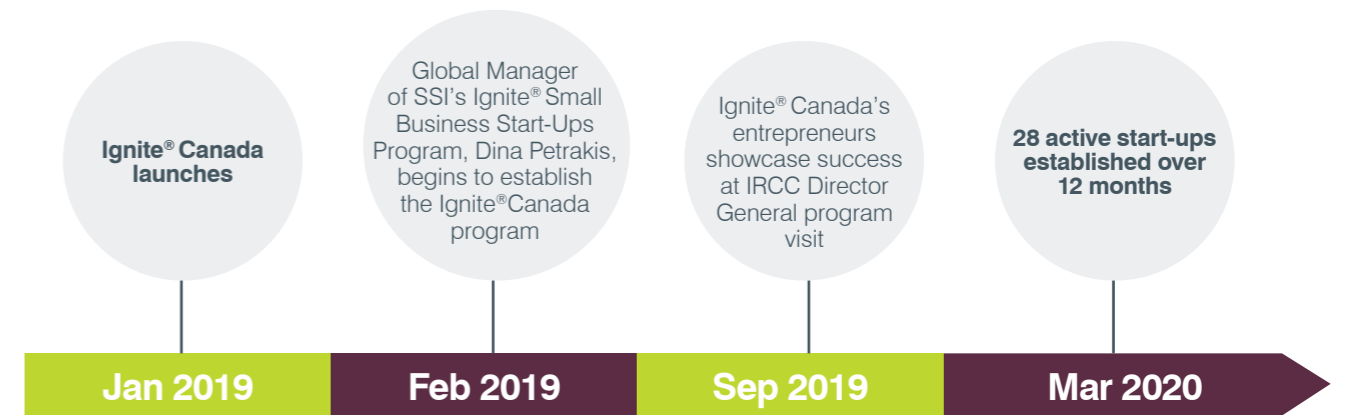 Ignite® Canada
launches
Global Manager
of SSI's Ignite® Small
Business Start-Ups
Program, Dina Petrakis,
begins to establish
the Ignite®Canada
program
Ignite® Canada's
entrepreneurs
showcase success
at IRCC Director
General program
visit
28 active start-ups
established over
12 months
Jan 2019
Feb 2019
Sep 2019
Mar 2020